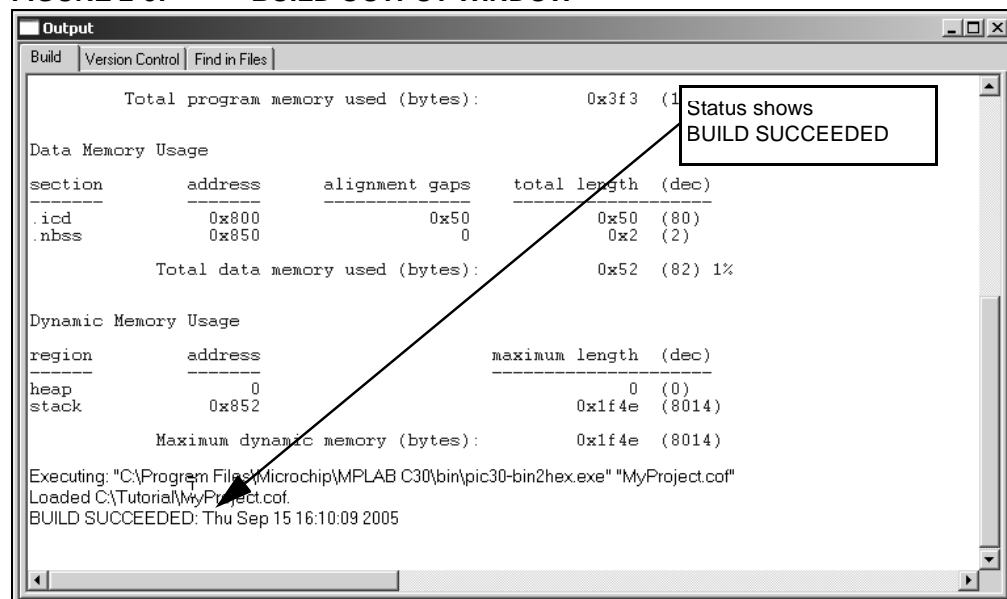 Output
Build Version Control Find in Files
Total program memory used (bytes): 0x3f3 (1
Status shows
BUILD SUCCEEDED
Data Memory Usage
section address alignment gaps total length (dec)
.icd 0x800 0x50 0x50 (80)
.nbss 0x850 0 0x2 (2)
Total data memory used (bytes): 0x52 (82) 1%
Dynamic Memory Usage
region address maximum length (dec)
heap 0 0 (0)
stack 0x852 0x1f4e (8014)
Maximum dynamic memory (bytes): 0x1f4e (8014)
Executing: "C:\Program Files\Microchip\MPLAB C30\bin\pic30-bin2hex.exe" "MyProject.cof"
Loaded C:\Tutorial\MyProject.cof.
BUILD SUCCEEDED: Thu Sep 15 16:10:09 2005